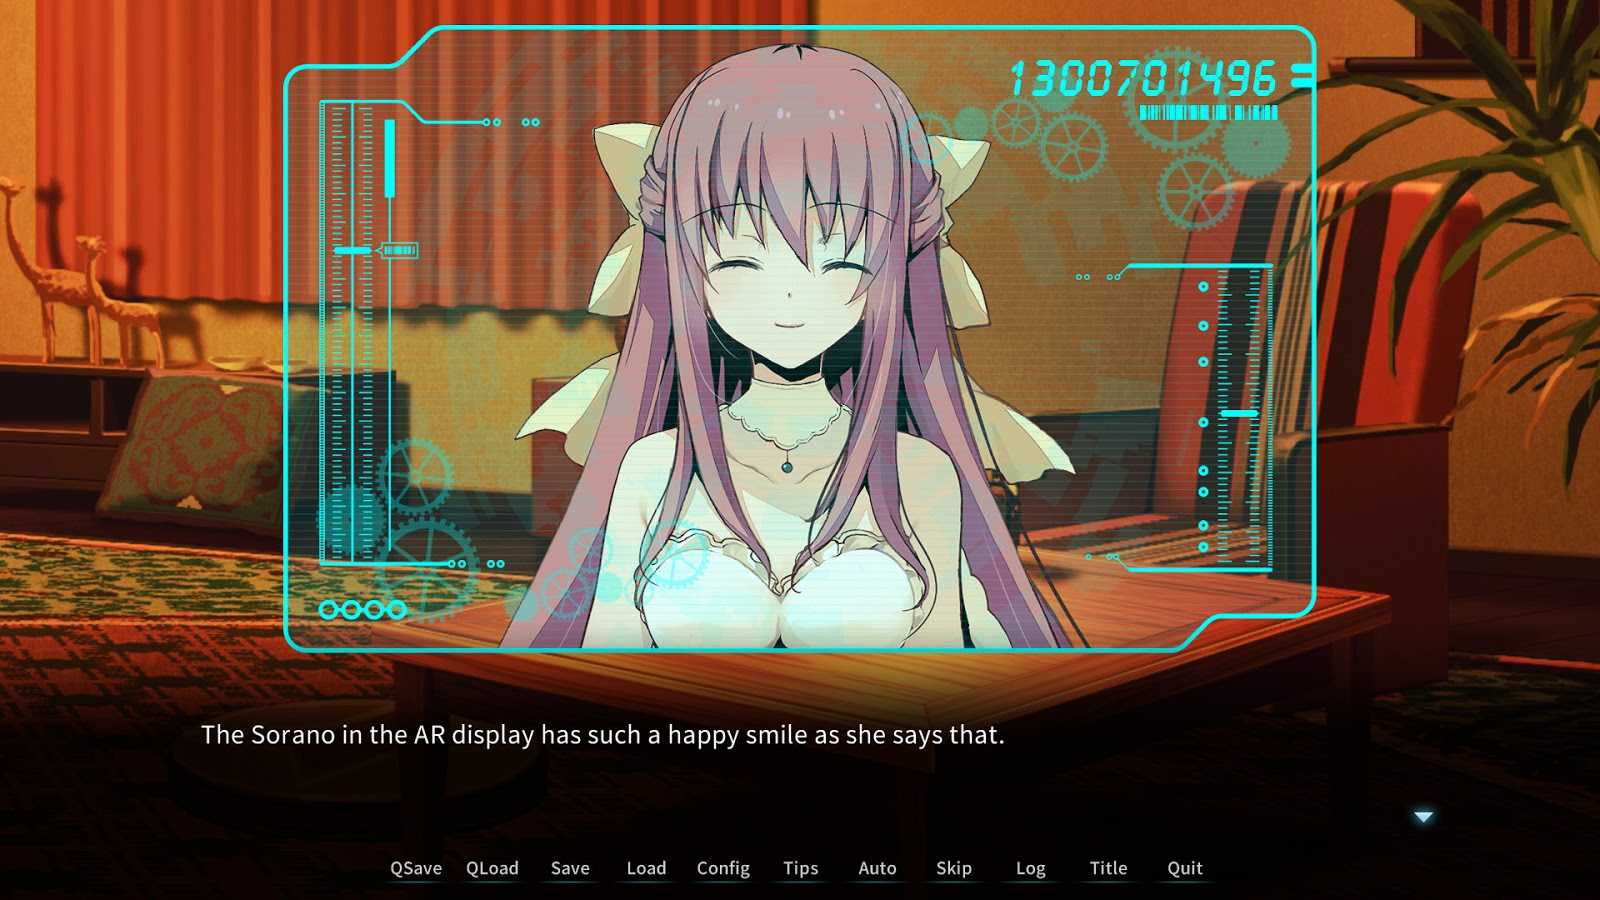 1300701496
The Sorano in the AR display has such a happy smile as she says that.
QSave QLoad Save Load Config Tips Auto Skip Log Title Quit